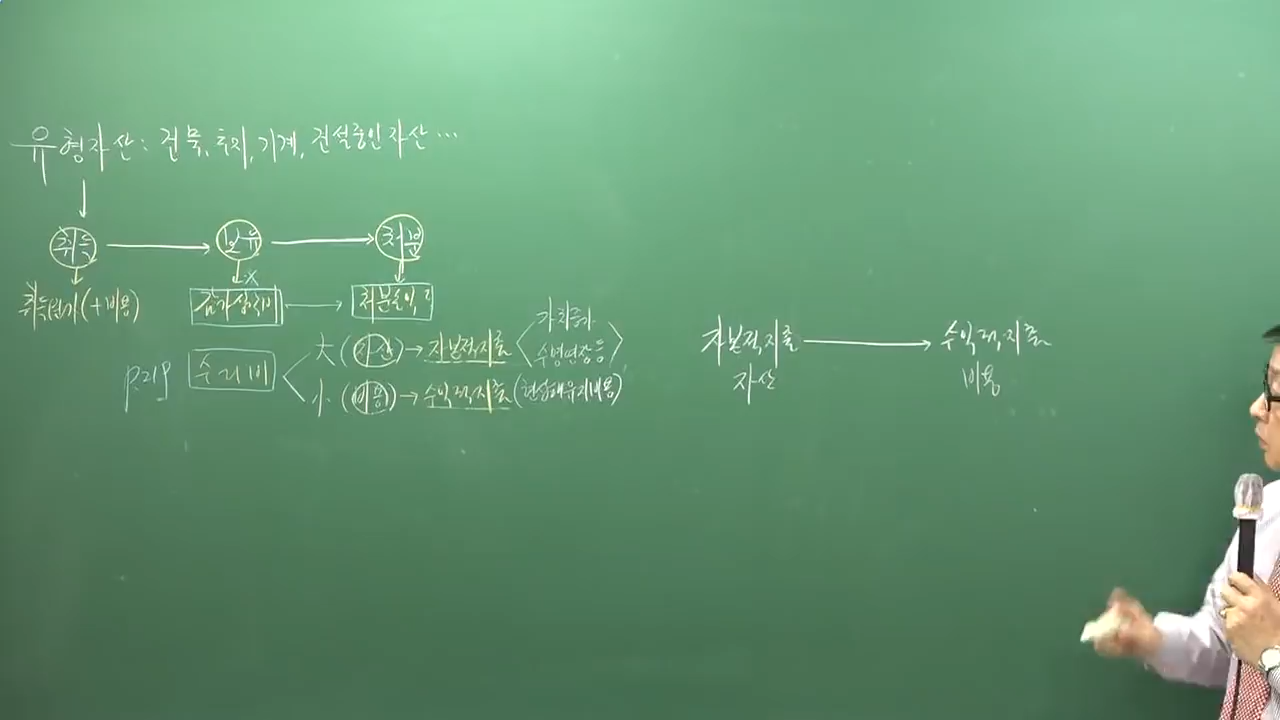 유형자산 : 건물, 토지, 기계, 건설중인자산 …
취득 → 보유 → 처분
취득원가(+비용)
×
감가상각비 → 처분손익
p.219
수리비
大 (자산) → 자본적지출
가치증가
수명연장 등
小 (비용) → 수익적지출 (현상태유지비용)
자본적지출 → 수익적지출
자산
비용